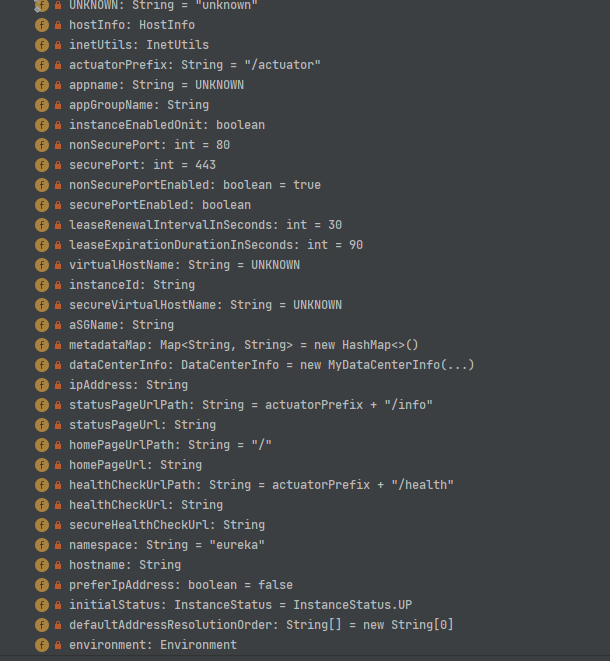 UNKNOWN: String = "unknown"
hostInfo: HostInfo
inetUtils: InetUtils
actuatorPrefix: String = "/actuator"
appname: String = UNKNOWN
appGroupName: String
instanceEnabledOnit: boolean
nonSecurePort: int = 80
securePort: int = 443
nonSecurePortEnabled: boolean = true
securePortEnabled: boolean
leaseRenewalIntervalInSeconds: int = 30
leaseExpirationDurationInSeconds: int = 90
virtualHostName: String = UNKNOWN
instanceId: String
secureVirtualHostName: String = UNKNOWN
aSGName: String
metadataMap: Map<String, String> = new HashMap<>()
dataCenterInfo: DataCenterInfo = new MyDataCenterInfo(...)
ipAddress: String
statusPageUrlPath: String = actuatorPrefix + "/info"
statusPageUrl: String
homePageUrlPath: String = "/"
homePageUrl: String
healthCheckUrlPath: String = actuatorPrefix + "/health"
healthCheckUrl: String
secureHealthCheckUrl: String
namespace: String = "eureka"
hostname: String
preferIpAddress: boolean = false
initialStatus: InstanceStatus = InstanceStatus.UP
defaultAddressResolutionOrder: String[] = new String[0]
environment: Environment